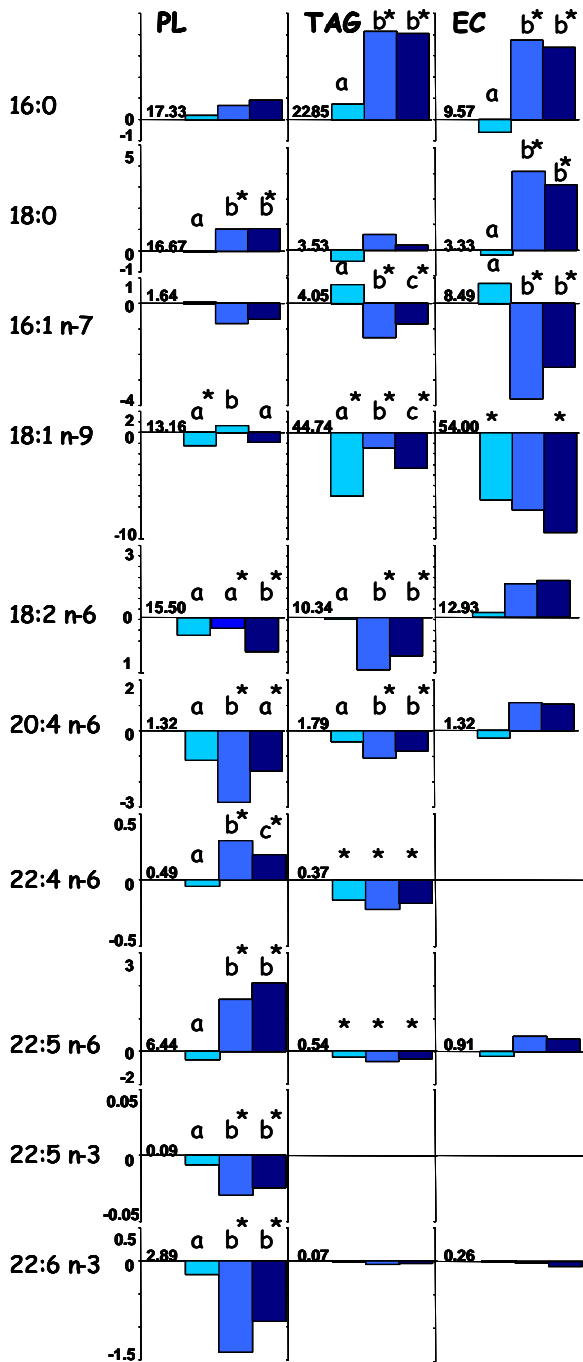 PL TAG EC
b* b* b* b*
a a
16:0 17.33 2285 9.57
0
-1
5
b* b*
a b* b* a
18:0 16.67 3.53 3.33
0
-1
1 a b* c* a b* b*
1.64 4.05 8.49
0
16:1 n-7
-4
a* b a a* b* c* * *
2 13.16 44.74 54.00
18:1 n-9 0
-10
3
a a* b* a b* b*
18:2 n-6 15.50 10.34 12.93
0
1
2
a b* a* a b* b*
20:4 n-6 1.32 1.79 1.32
0
-3
0.5
a b* c* * * *
22:4 n-6 0.49 0.37
0
-0.5
3
b* b*
a * * *
22:5 n-6 6.44 0.54 0.91
0
-2
0.05
a b* b*
22:5 n-3 0.09
0
-0.05
0.5 a b* b*
2.89 0.07 0.26
22:6 n-3 0
-1.5